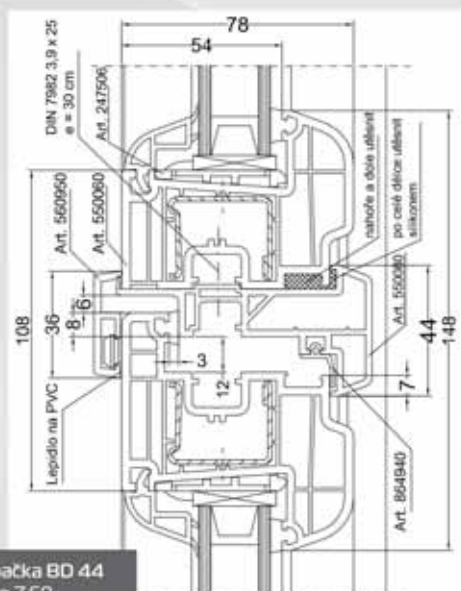 78
54
DIN 7982 3,9 x 25
e = 30 cm
Art. 247506
Art. 560950
Art. 550060
nahoře a dole utěsnit
po celé délce utěsnit
silikonem
108
36
8
6
3
12
Lepidlo na PVC
Art. 550080
44
148
7
Art. 864940
BD 44